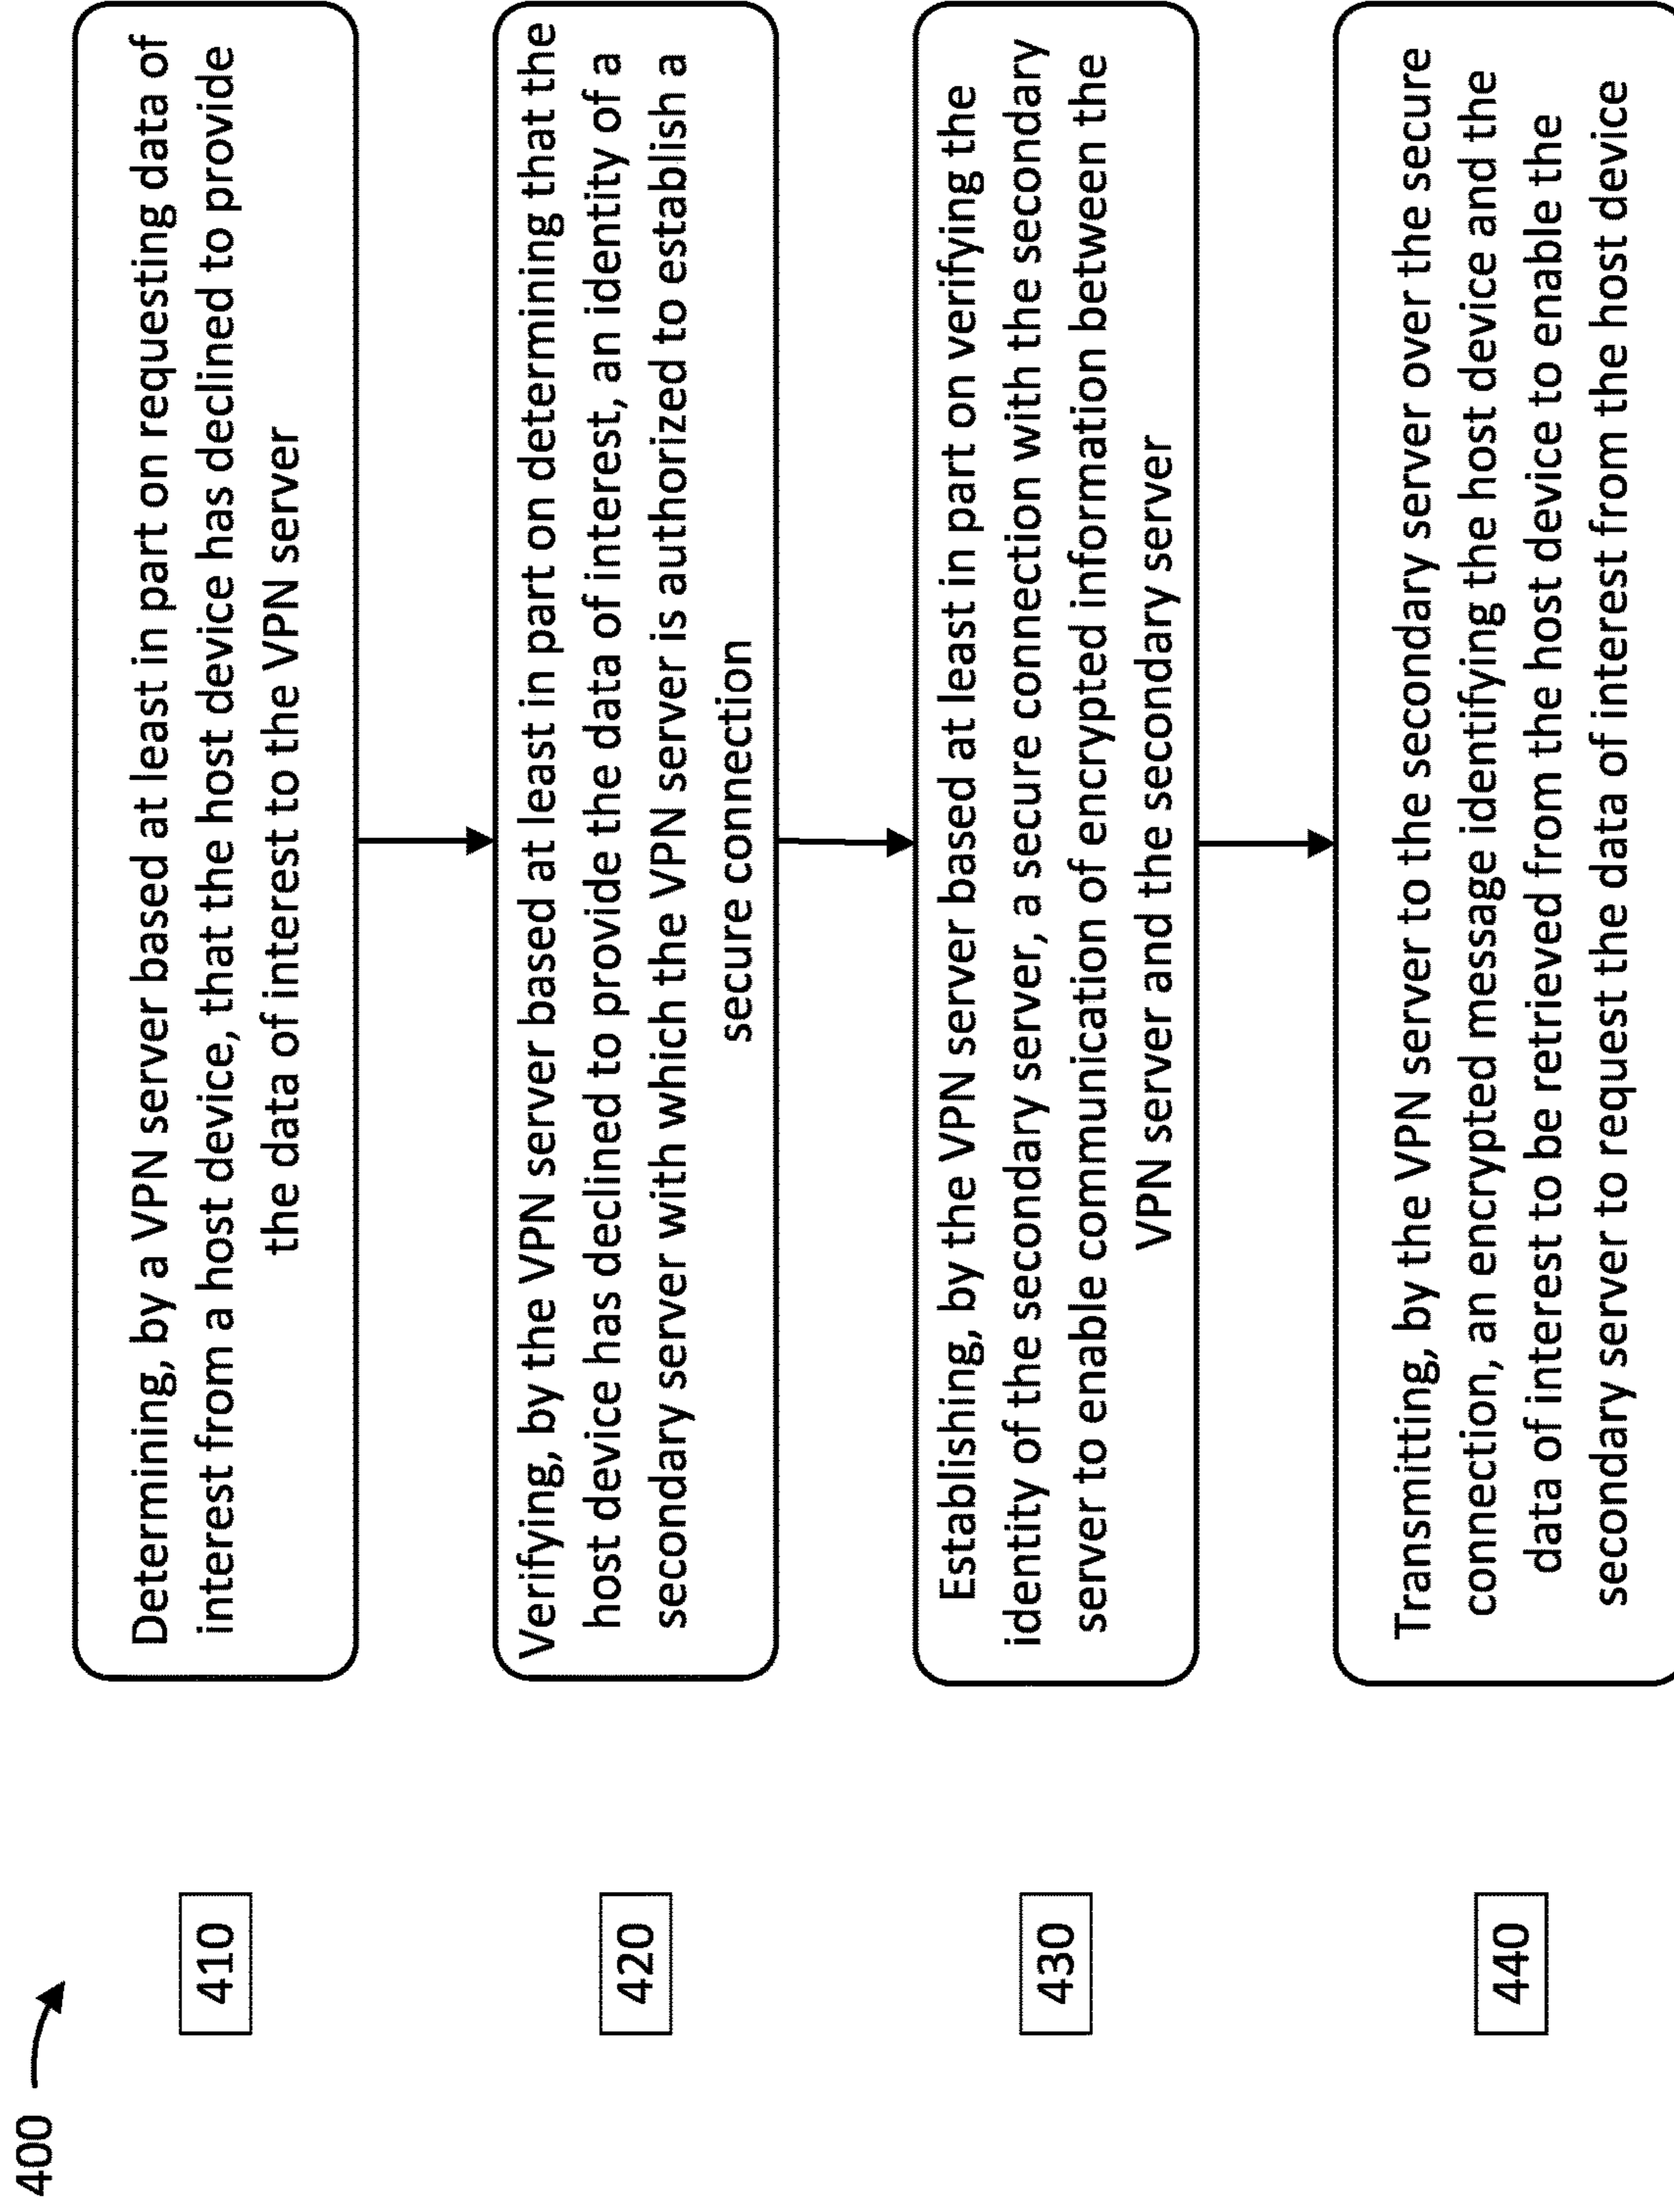 400
410
Determining, by a VPN server based at least in part on requesting data of
interest from a host device, that the host device has declined to provide
the data of interest to the VPN server
420
Verifying, by the VPN server based at least in part on determining that the
host device has declined to provide the data of interest, an identity of a
secondary server with which the VPN server is authorized to establish a
secure connection
430
Establishing, by the VPN server based at least in part on verifying the
identity of the secondary server, a secure connection with the secondary
server to enable communication of encrypted information between the
VPN server and the secondary server
440
Transmitting, by the VPN server to the secondary server over the secure
connection, an encrypted message identifying the host device and the
data of interest to be retrieved from the host device to enable the
secondary server to request the data of interest from the host device